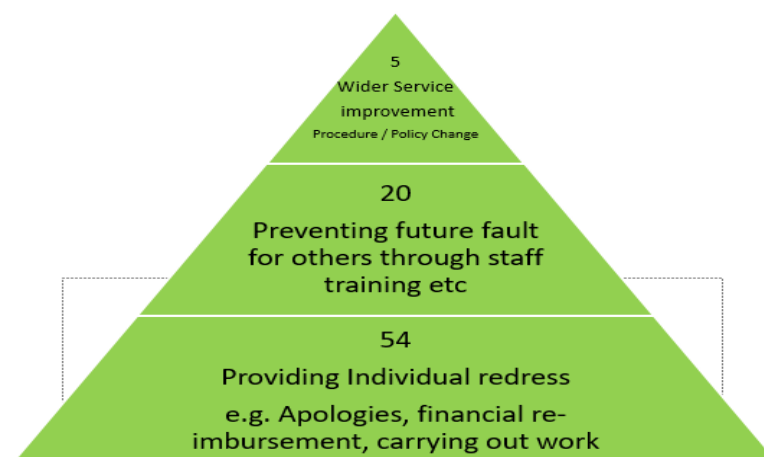 5
Wider Service
improvement
Procedure / Policy Change
20
Preventing future fault
for others through staff
training etc
54
Providing Individual redress
e.g. Apologies, financial re-
imbursement, carrying out work